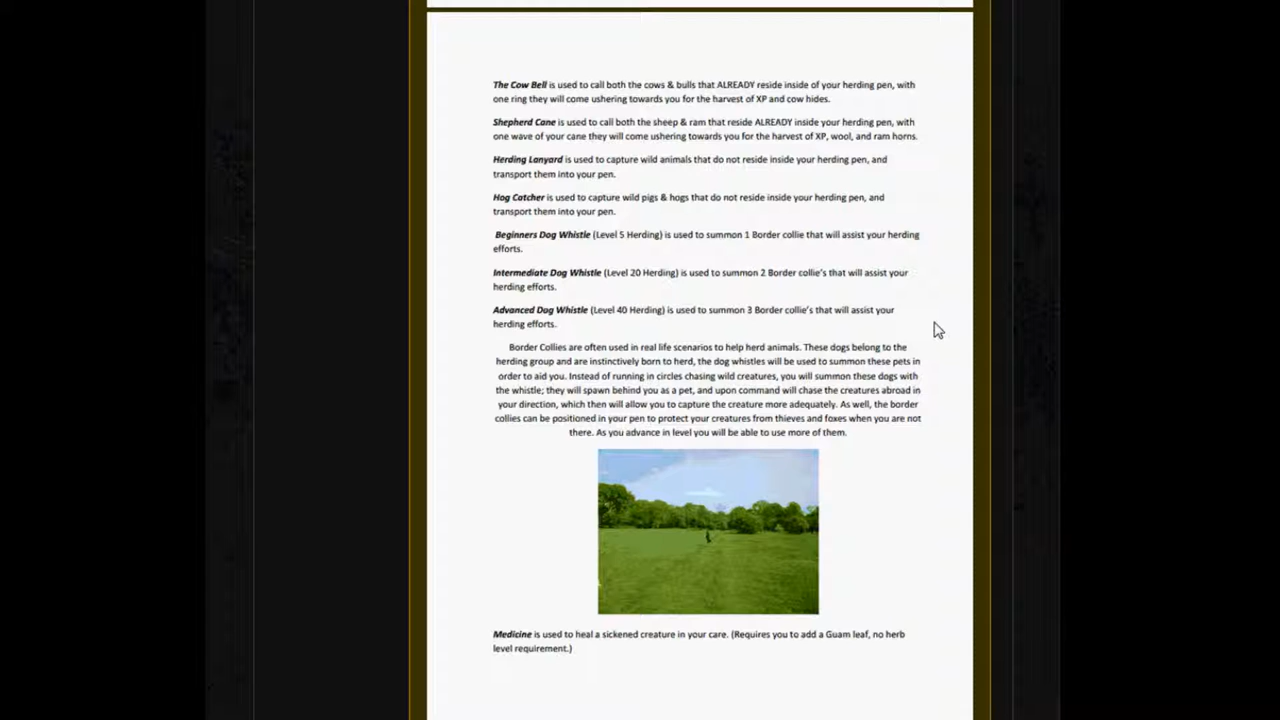 The Cow Bell is used to call both the cows & bulls that ALREADY reside inside of your herding pen, with
one ring they will come ushering towards you for the harvest of XP and cow hides.
Shepherd Cane is used to call both the sheep & ram that reside ALREADY inside your herding pen, with
one wave of your cane they will come ushering towards you for the harvest of XP, wool, and ram horns.
Herding Lanyard is used to capture wild animals that do not reside inside your herding pen, and
transport them into your pen.
Hog Catcher is used to capture wild pigs & hogs that do not reside inside your herding pen, and
transport them into your pen.
Beginners Dog Whistle (Level 5 Herding) is used to summon 1 Border collie that will assist your herding
efforts.
Intermediate Dog Whistle (Level 20 Herding) is used to summon 2 Border collie's that will assist your
herding efforts.
Advanced Dog Whistle (Level 40 Herding) is used to summon 3 Border collie's that will assist your
herding efforts.
Border Collies are often used in real life scenarios to help herd animals. These dogs belong to the
herding group and are instinctively born to herd, the dog whistles will be used to summon these pets in
order to aid you. Instead of running in circles chasing wild creatures, you will summon these dogs with
the whistle; they will spawn behind you as a pet, and upon command will chase the creatures abroad in
your direction, which then will allow you to capture the creature more adequately. As well, the border
collies can be positioned in your pen to protect your creatures from thieves and foxes when you are not
there. As you advance in level you will be able to use more of them.
Medicine is used to heal a sickened creature in your care. (Requires you to add a Guam leaf, no herb
level requirement.)